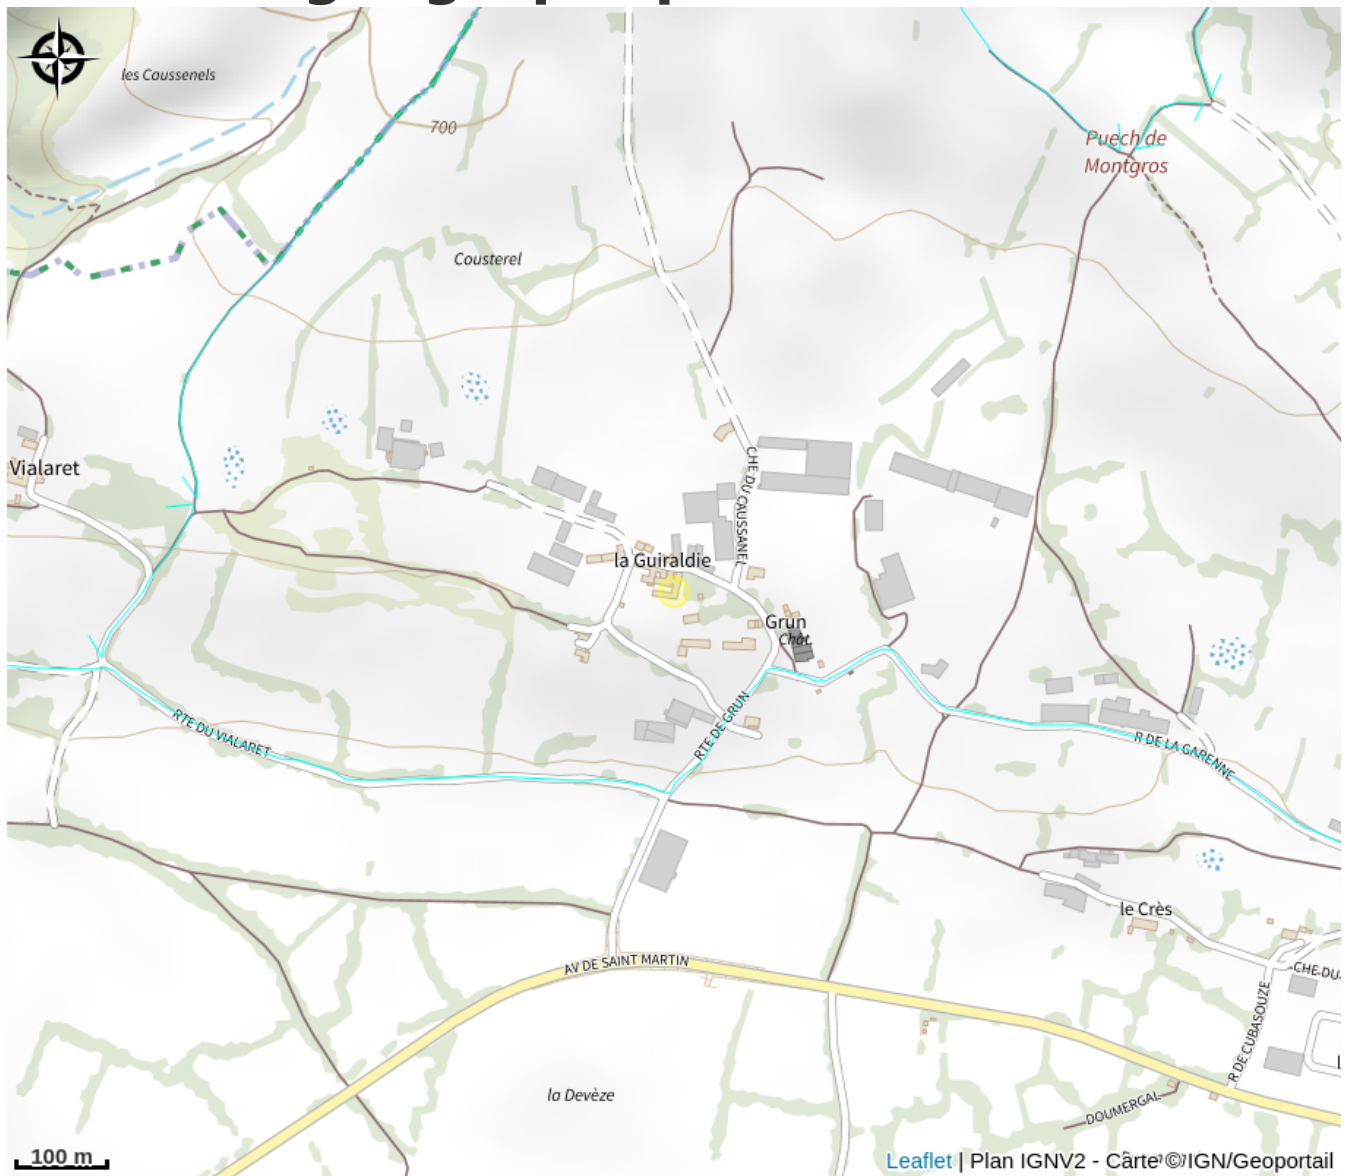 les Caussenels
700
Puech de
Montgros
Cousterel
Vialaret
CHE DU CAUSSANEL
la Guiraldie
Grun
Chât.
RTE DE GRUN
RTE DU VIALARET
R DE LA GARENNE
le Crès
AV DE SAINT MARTIN
CHE DU
R DE CUBASOUZE
la Devèze
DOUMERGAL
100 m
Leaflet | Plan IGNV2 - Carte ©IGN/Geoportail